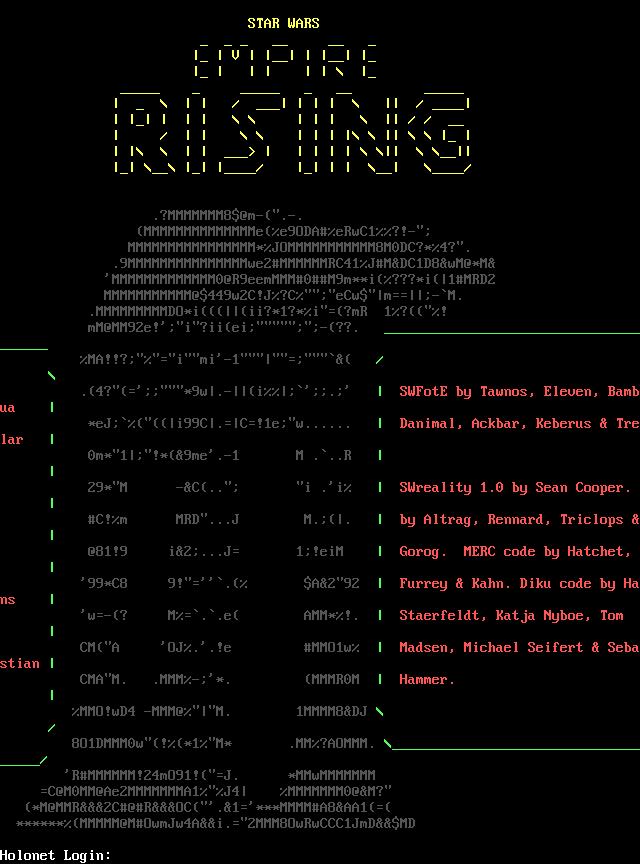 STAR WARS
EMPIRE
RISING
SWFotE by Tawnos, Eleven, Bamb
ua
Danimal, Ackbar, Keberus & Tre
lar
SWreality 1.0 by Sean Cooper.
by Altrag, Rennard, Triclops &
Gorog.  MERC code by Hatchet,
Furrey & Kahn. Diku code by Ha
ms
Staerfeldt, Katja Nyboe, Tom
Madsen, Michael Seifert & Seba
stian
Hammer.
Holonet Login: